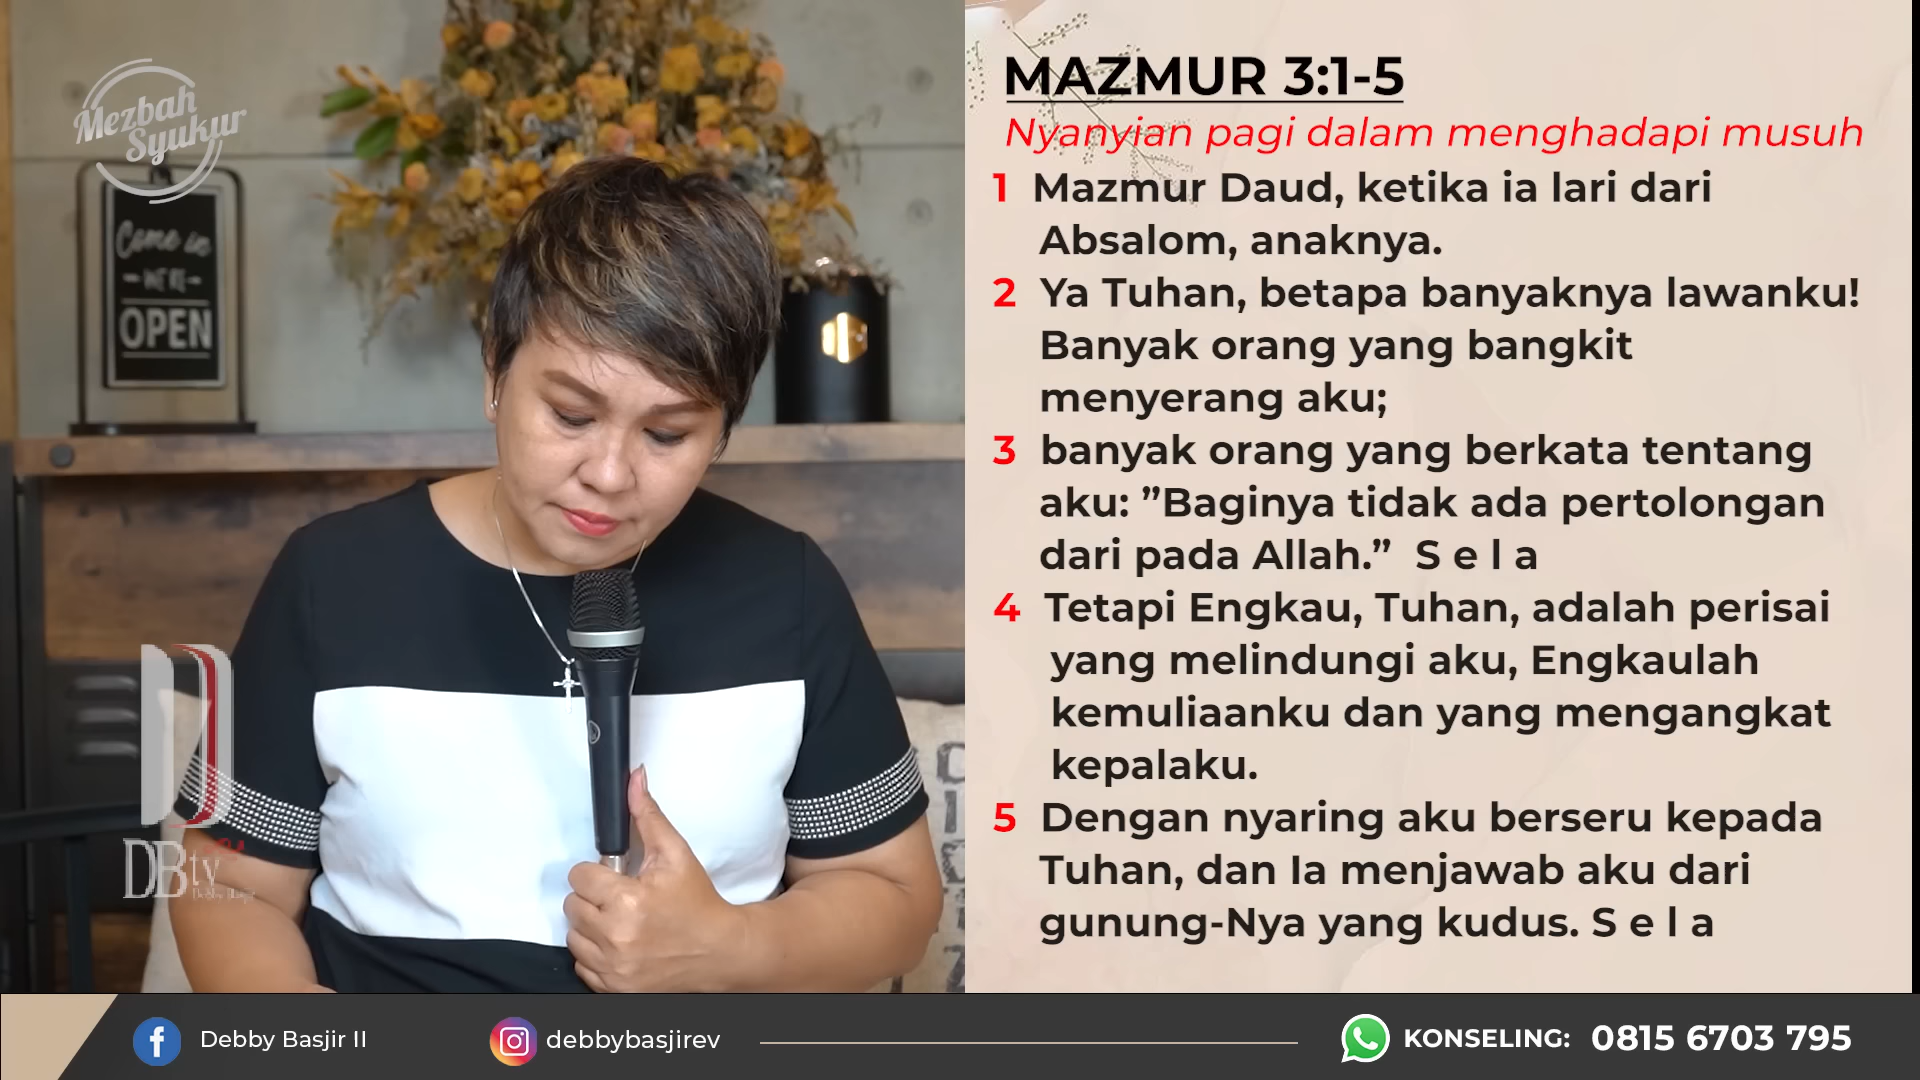 Mezbah
Syukur
Come in
WE'RE
OPEN
DBtv
MAZMUR 3:1-5
Nyanyian pagi dalam menghadapi musuh
1 Mazmur Daud, ketika ia lari dari
Absalom, anaknya.
2 Ya Tuhan, betapa banyaknya lawanku!
Banyak orang yang bangkit
menyerang aku;
3 banyak orang yang berkata tentang
aku: ”Baginya tidak ada pertolongan
dari pada Allah.” S e l a
4 Tetapi Engkau, Tuhan, adalah perisai
yang melindungi aku, Engkaulah
kemuliaanku dan yang mengangkat
kepalaku.
5 Dengan nyaring aku berseru kepada
Tuhan, dan Ia menjawab aku dari
gunung-Nya yang kudus. S e l a
Debby Basjir II
debbybasjirev
KONSELING: 0815 6703 795